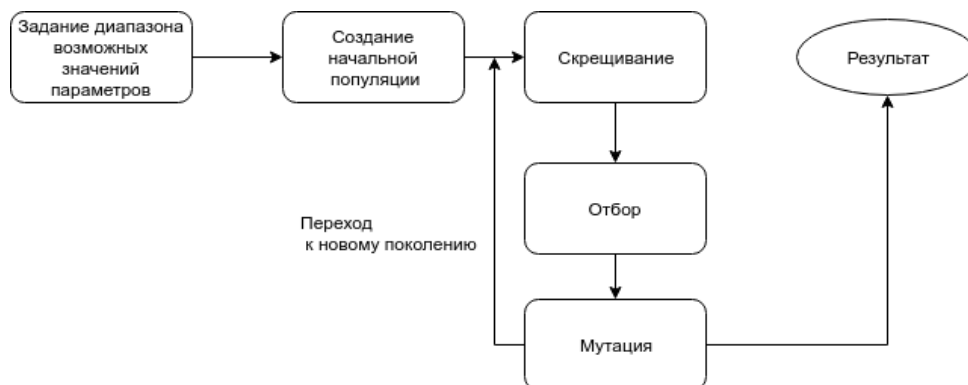 Задание диапазона
возможных
значений
параметров
Создание
начальной
популяции
Скрещивание
Результат
Отбор
Переход
к новому поколению
Мутация